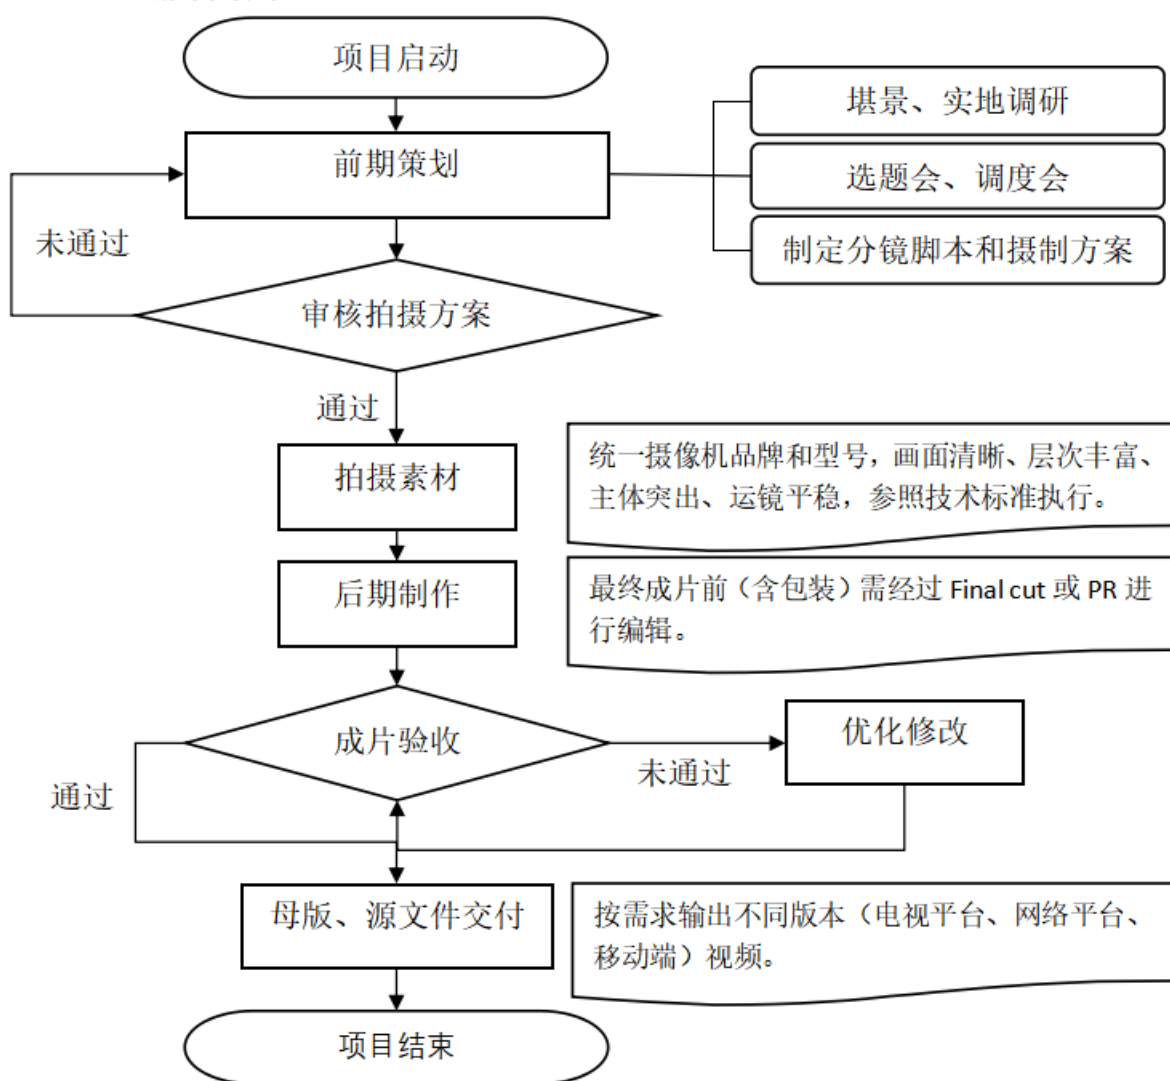 项目启动
堪景、实地调研
前期策划
选题会、调度会
未通过
制定分镜脚本和摄制方案
审核拍摄方案
通过
拍摄素材
统一摄像机品牌和型号，画面清晰、层次丰富、
主体突出、运镜平稳，参照技术标准执行。
后期制作
最终成片前（含包装）需经过 Final cut 或 PR 进
行编辑。
成片验收
优化修改
未通过
通过
母版、源文件交付
按需求输出不同版本（电视平台、网络平台、
移动端）视频。
项目结束